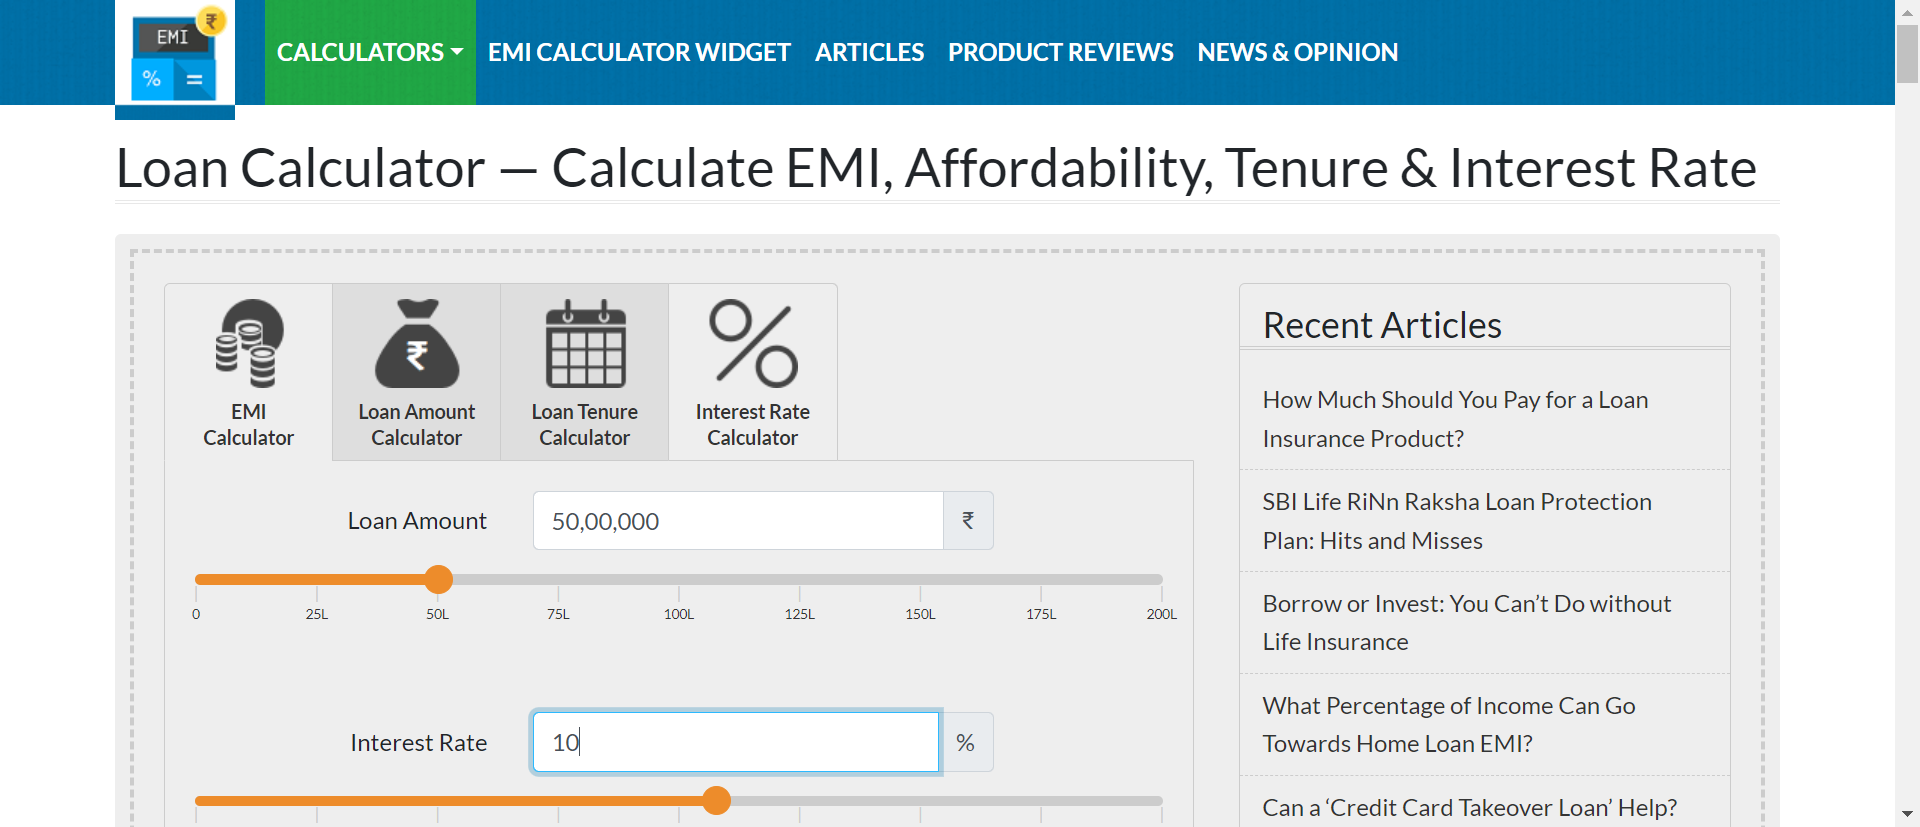 EMI
₹
%
=
CALCULATORS
EMI CALCULATOR WIDGET
ARTICLES
PRODUCT REVIEWS
NEWS & OPINION
Loan Calculator — Calculate EMI, Affordability, Tenure & Interest Rate
EMI
Calculator
₹
Loan Amount
Calculator
Loan Tenure
Calculator
Interest Rate
Calculator
Loan Amount
50,00,000
₹
0
25L
50L
75L
100L
125L
150L
175L
200L
Interest Rate
10
%
Recent Articles
How Much Should You Pay for a Loan
Insurance Product?
SBI Life RiNn Raksha Loan Protection
Plan: Hits and Misses
Borrow or Invest: You Can’t Do without
Life Insurance
What Percentage of Income Can Go
Towards Home Loan EMI?
Can a ‘Credit Card Takeover Loan’ Help?